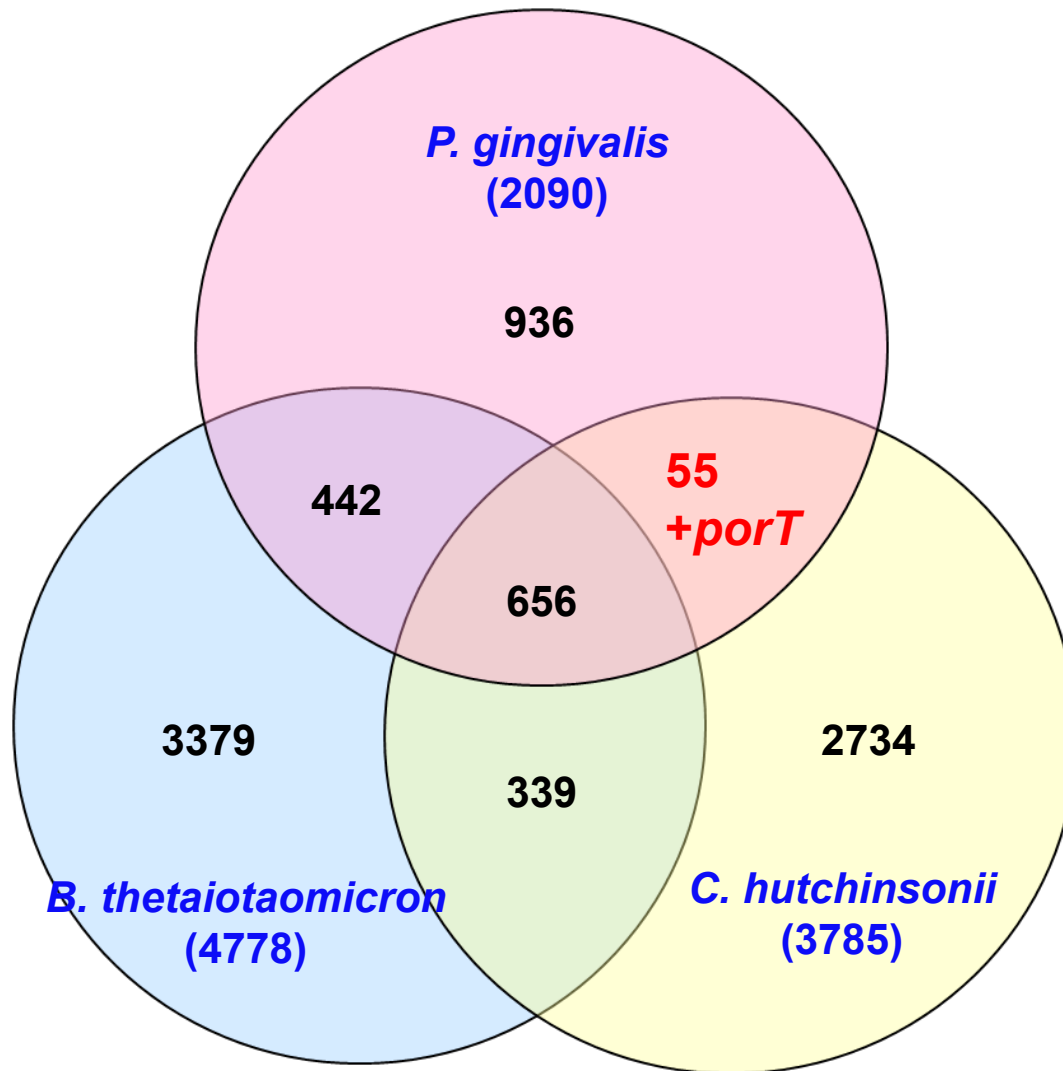 P. gingivalis
(2090)
936
442
55
+porT
656
3379
2734
339
B. thetaiotaomicron
(4778)
C. hutchinsonii
(3785)